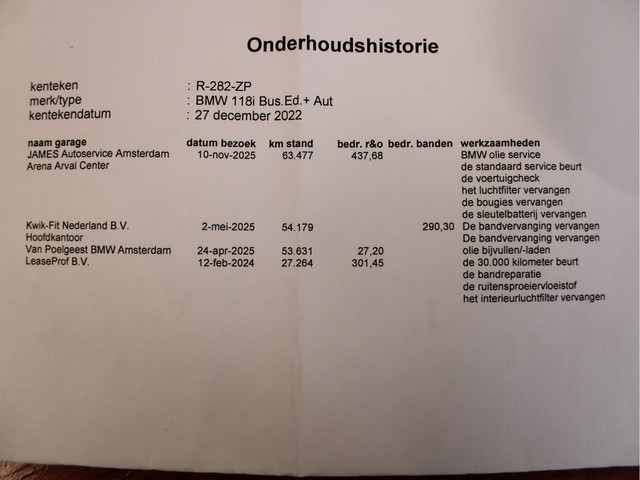 Onderhoudshistorie
kenteken : R-282-ZP
merk/type : BMW 118i Bus.Ed.+ Aut
kentekendatum : 27 december 2022
naam garage datum bezoek km stand bedr. r&o bedr. banden werkzaamheden
JAMES Autoservice Amsterdam 10-nov-2025 63.477 437,68 BMW olie service
Arena Arval Center de standaard service beurt
de voertuigcheck
het luchtfilter vervangen
de bougies vervangen
de sleutelbatterij vervangen
Kwik-Fit Nederland B.V. 2-mei-2025 54.179 290,30 De bandvervanging vervangen
Hoofdkantoor De bandvervanging vervangen
Van Poelgeest BMW Amsterdam 24-apr-2025 53.631 27,20 olie bijvullen/-laden
LeaseProf B.V. 12-feb-2024 27.264 301,45 de 30.000 kilometer beurt
de bandreparatie
de ruitensproeiervloeistof
het interieurluchtfilter vervangen